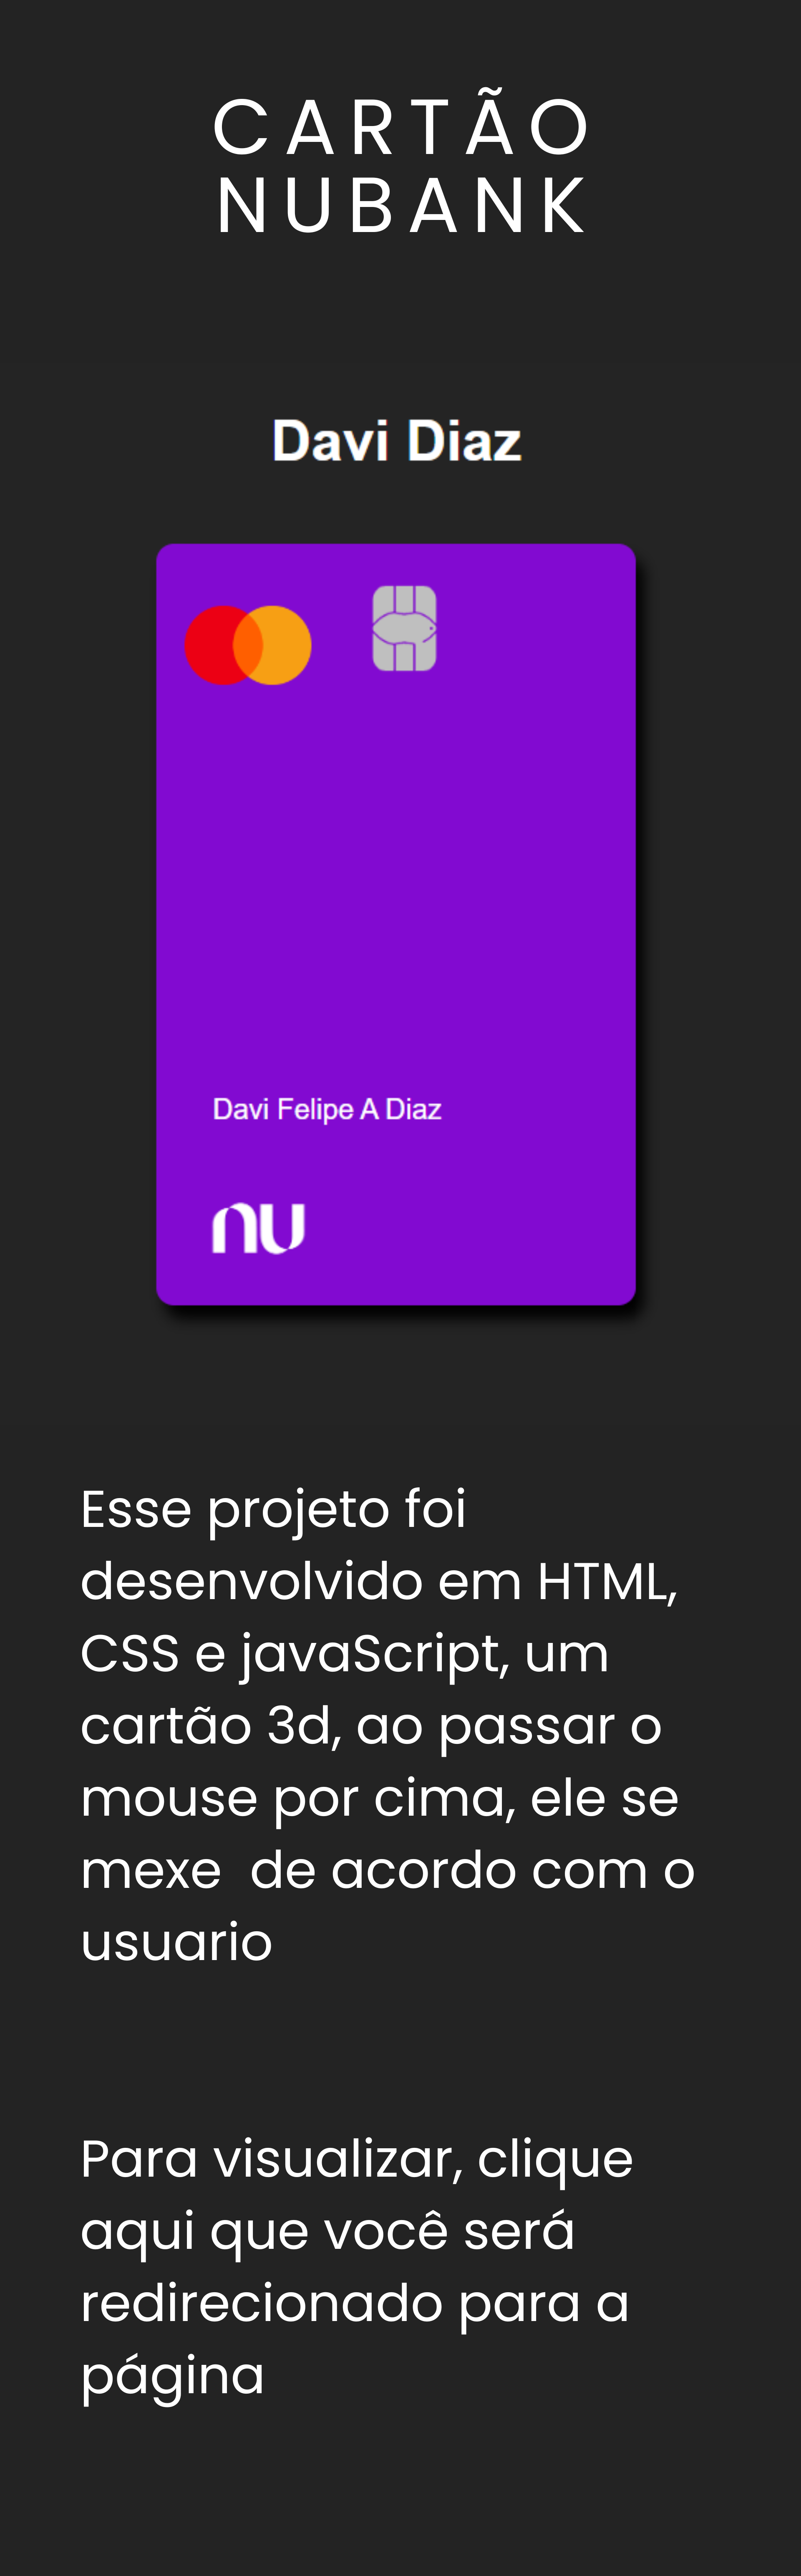 CARTÃO
NUBANK
Davi Diaz
Davi Felipe A Diaz
nu
Esse projeto foi
desenvolvido em HTML,
CSS e javaScript, um
cartão 3d, ao passar o
mouse por cima, ele se
mexe  de acordo com o
usuario
Para visualizar, clique
aqui que você será
redirecionado para a
página